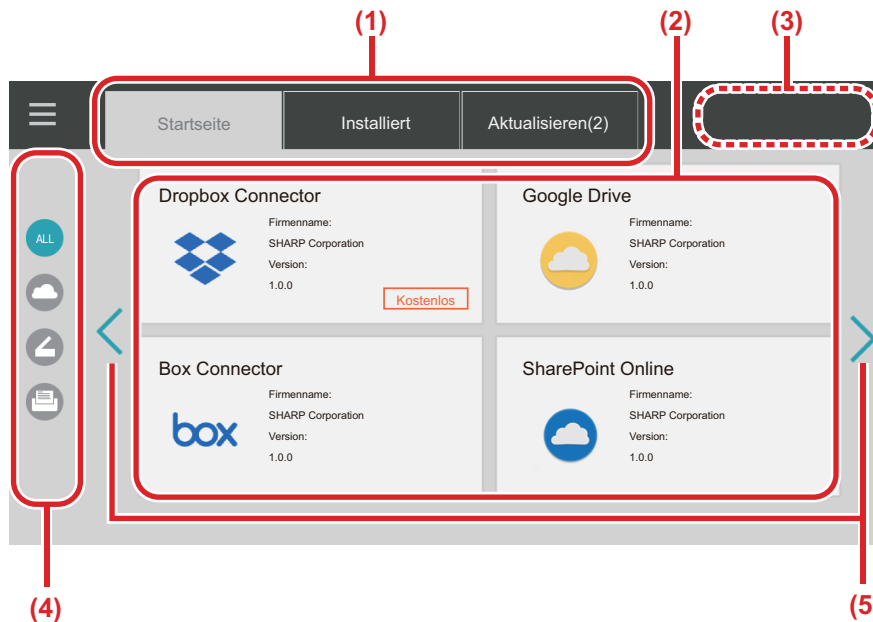 (1)
(2)
(3)
Startseite
Installiert
Aktualisieren(2)
Dropbox Connector
Firmenname:
SHARP Corporation
Version:
1.0.0
Kostenlos
Google Drive
Firmenname:
SHARP Corporation
Version:
1.0.0
ALL
Box Connector
box
Firmenname:
SHARP Corporation
Version:
1.0.0
SharePoint Online
Firmenname:
SHARP Corporation
Version:
1.0.0
(4)
(5